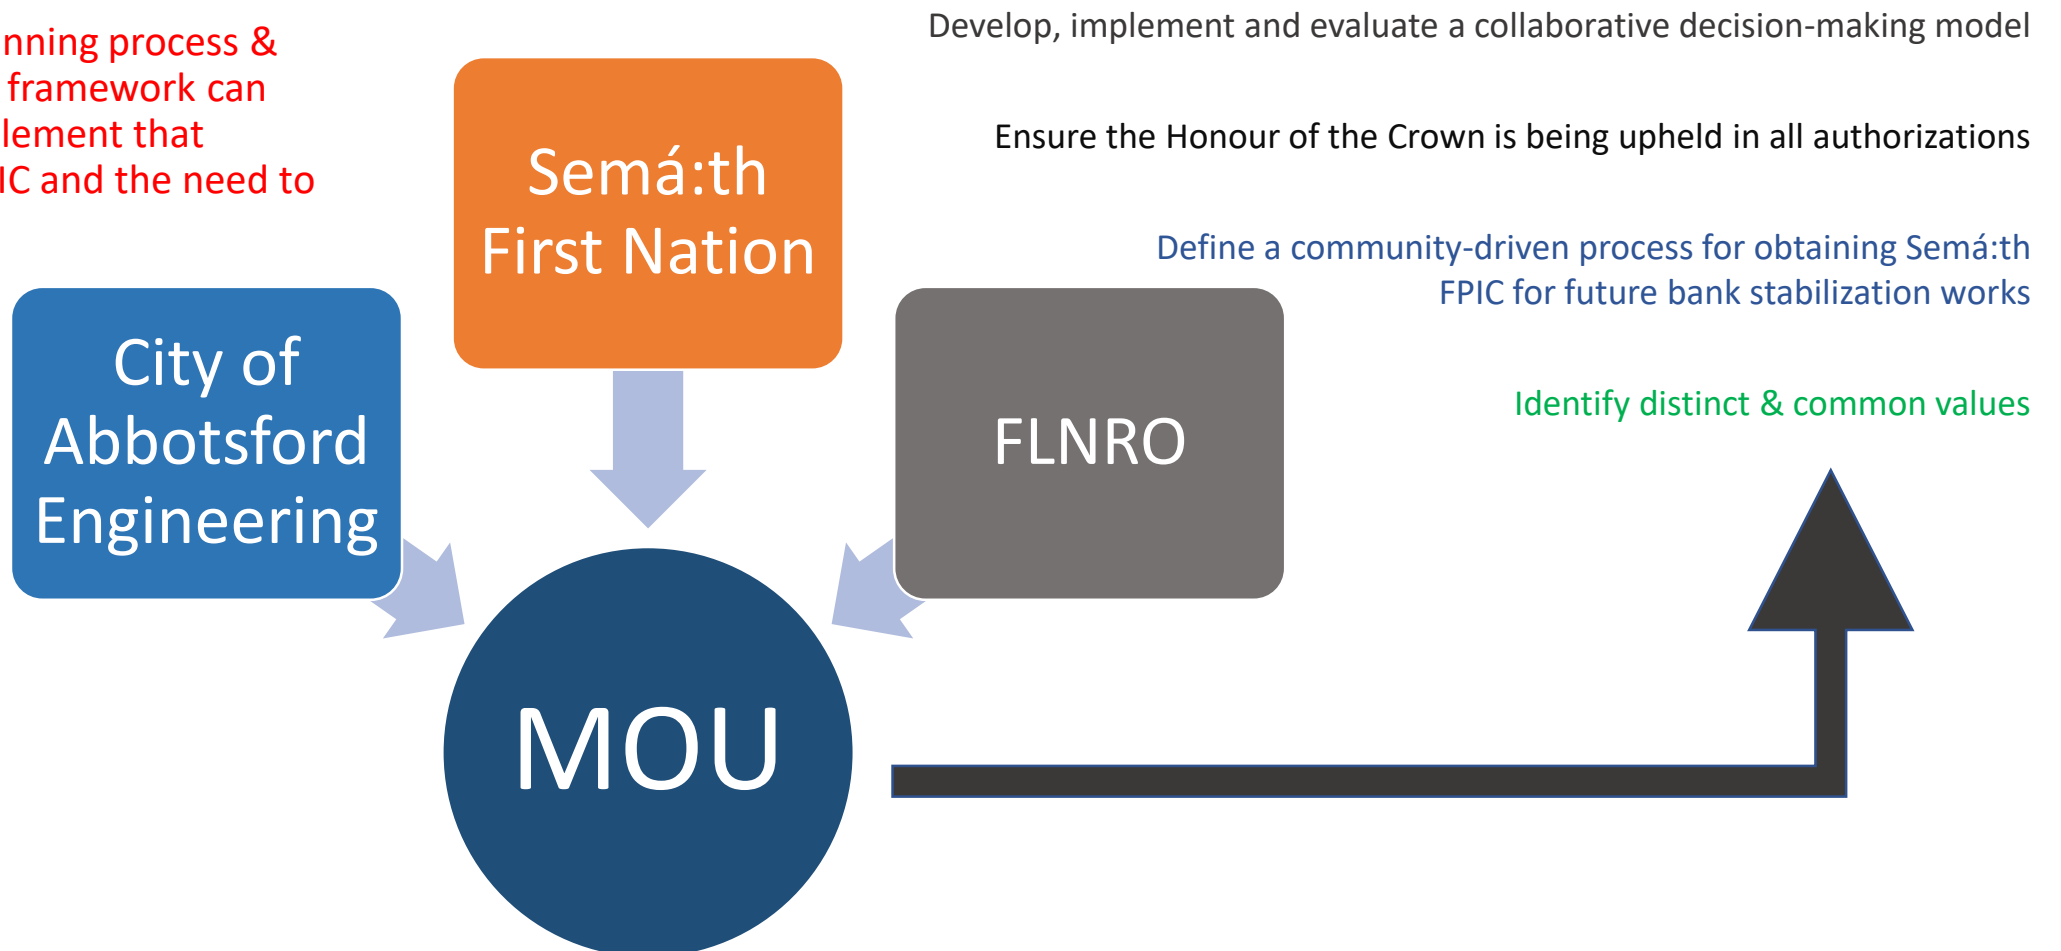 nning process &
framework can
lement that
IC and the need to
Develop, implement and evaluate a collaborative decision-making model
Ensure the Honour of the Crown is being upheld in all authorizations
Define a community-driven process for obtaining Semá:th
FPIC for future bank stabilization works
Identify distinct & common values
Semá:th
First Nation
City of
Abbotsford
Engineering
FLNRO
MOU